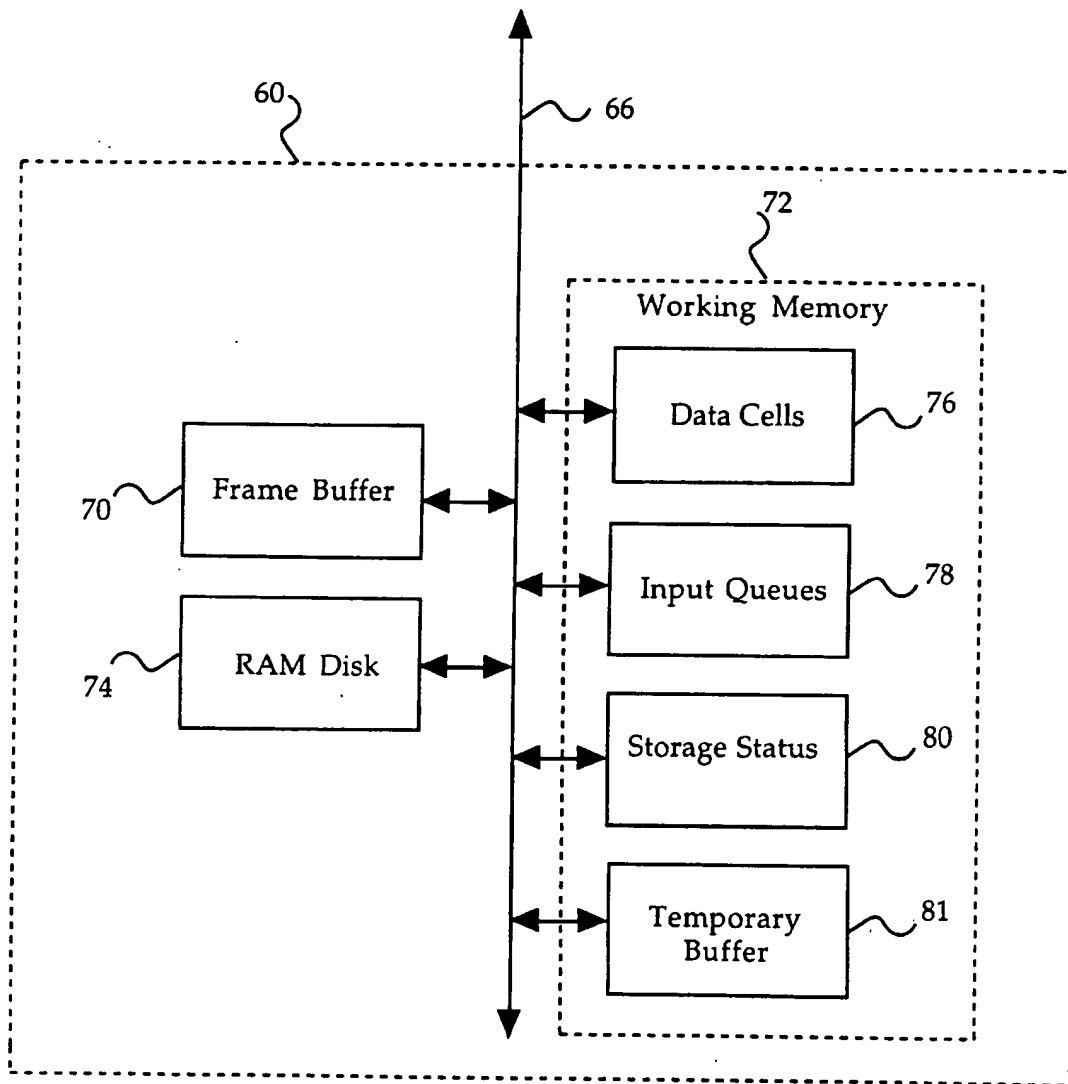 60
66
72
Working Memory
Data Cells
76
Frame Buffer
70
Input Queues
78
RAM Disk
74
Storage Status
80
Temporary
Buffer
81